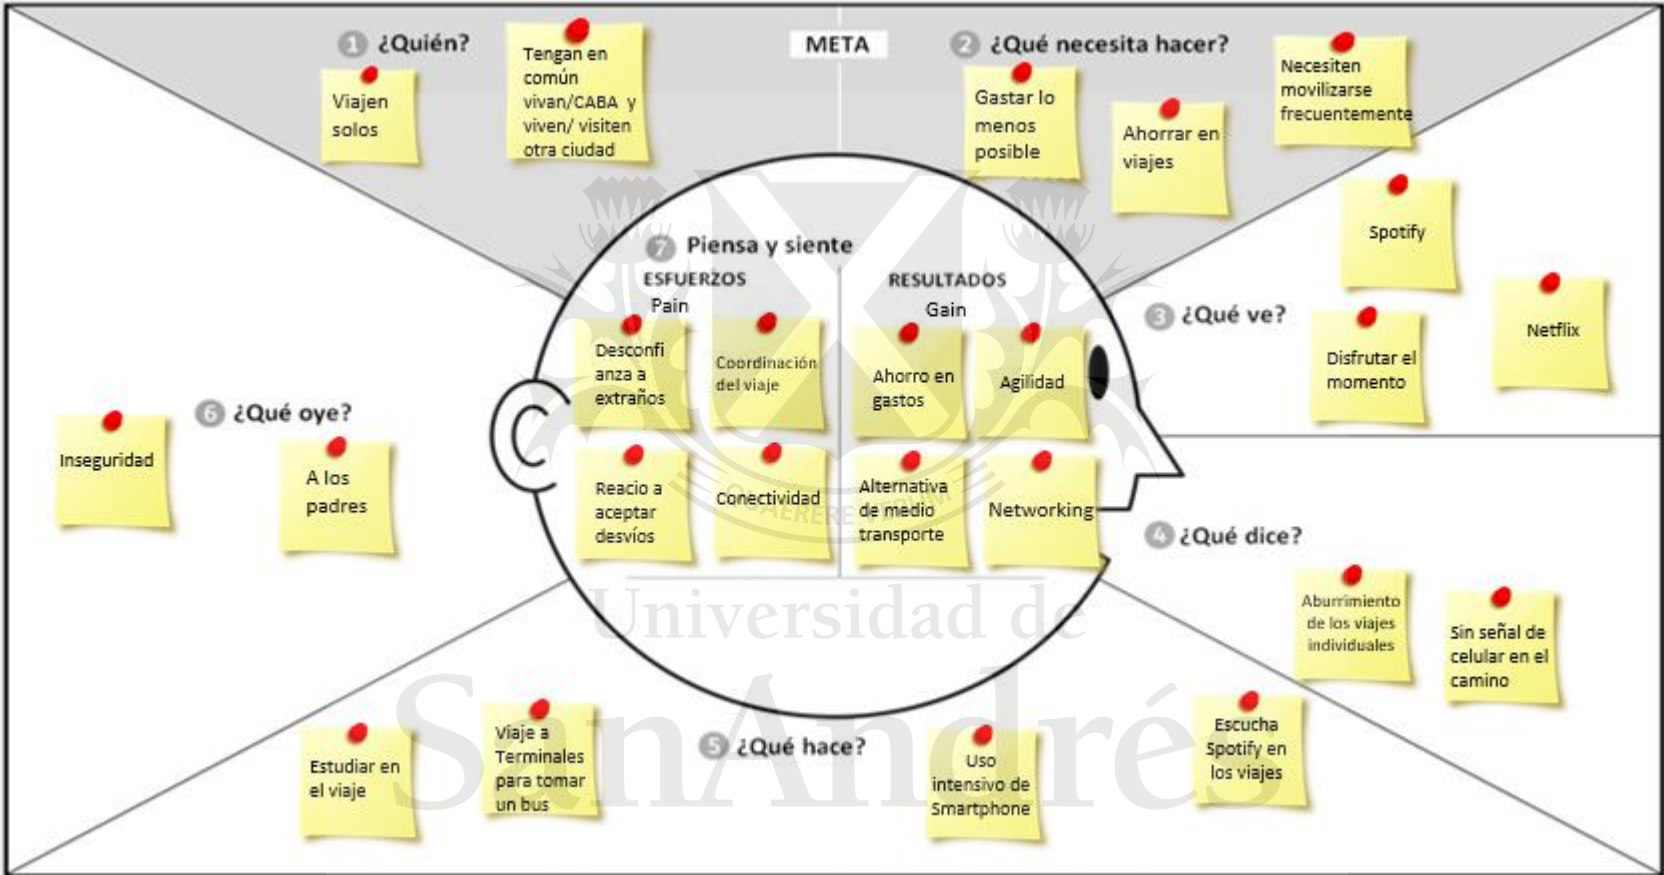 1 ¿Quién?
Viajen
solos
Tengan en
común
vivan/CABA y
viven/ visiten
otra ciudad
META
2 ¿Qué necesita hacer?
Gastar lo
menos
posible
Ahorrar en
viajes
Necesiten
movilizarse
frecuentemente
7 Piensa y siente
ESFUERZOS
Pain
Desconfi
anza a
extraños
Coordinación
del viaje
Reacio a
aceptar
desvíos
Conectividad
RESULTADOS
Gain
Ahorro en
gastos
Agilidad
Alternativa
de medio
transporte
Networking
3 ¿Qué ve?
Spotify
Disfrutar el
momento
Netflix
4 ¿Qué dice?
Aburrimiento
de los viajes
individuales
Sin señal de
celular en el
camino
6 ¿Qué oye?
Inseguridad
A los
padres
5 ¿Qué hace?
Estudiar en
el viaje
Viaje a
Terminales
para tomar
un bus
Uso
intensivo de
Smartphone
Escucha
Spotify en
los viajes
QUAERERE VERUM
Universidad de
SanAndrés